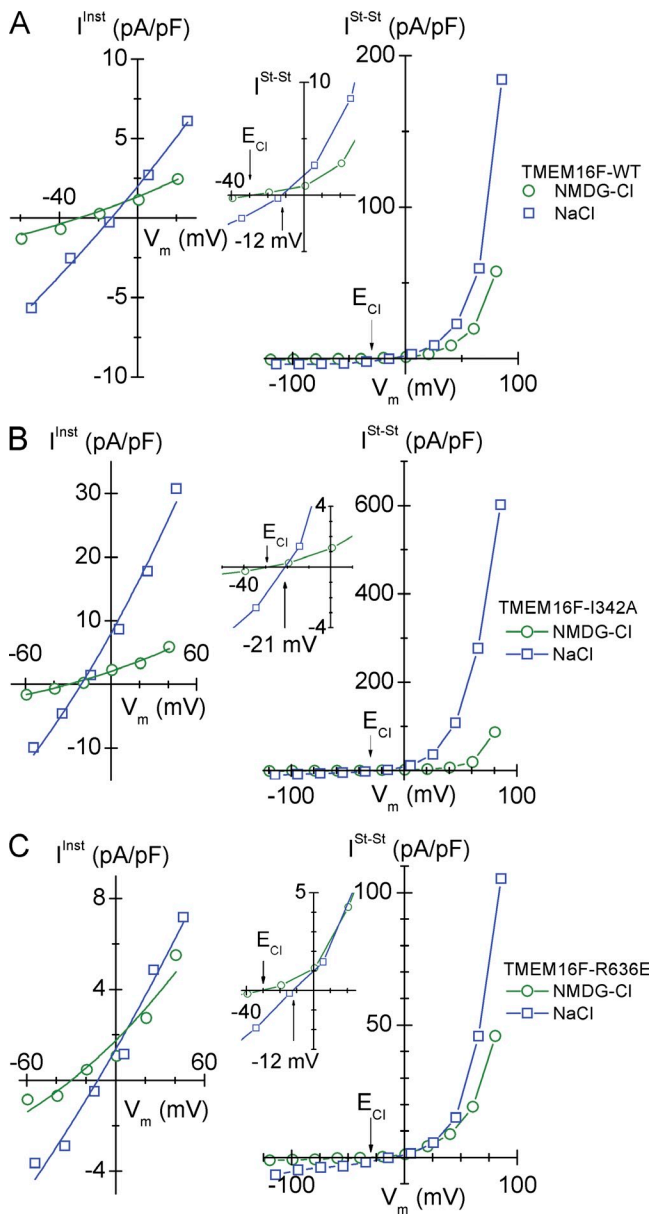 A
I^Inst (pA/pF)
10
5
-40
V_m (mV)
-5
-10
I^St-St
10
E_Cl
-40
-12 mV
I^St-St (pA/pF)
200
100
E_Cl
-100
V_m (mV)
100
TMEM16F-WT
NMDG-Cl
NaCl
B
I^Inst (pA/pF)
30
20
10
-60
60
V_m (mV)
-10
4
E_Cl
-40
-4
-21 mV
I^St-St (pA/pF)
600
400
200
E_Cl
-100
V_m (mV)
100
TMEM16F-I342A
NMDG-Cl
NaCl
C
I^Inst (pA/pF)
8
4
-60
60
V_m (mV)
-4
5
E_Cl
-40
-12 mV
I^St-St (pA/pF)
100
50
E_Cl
-100
V_m (mV)
100
TMEM16F-R636E
NMDG-Cl
NaCl